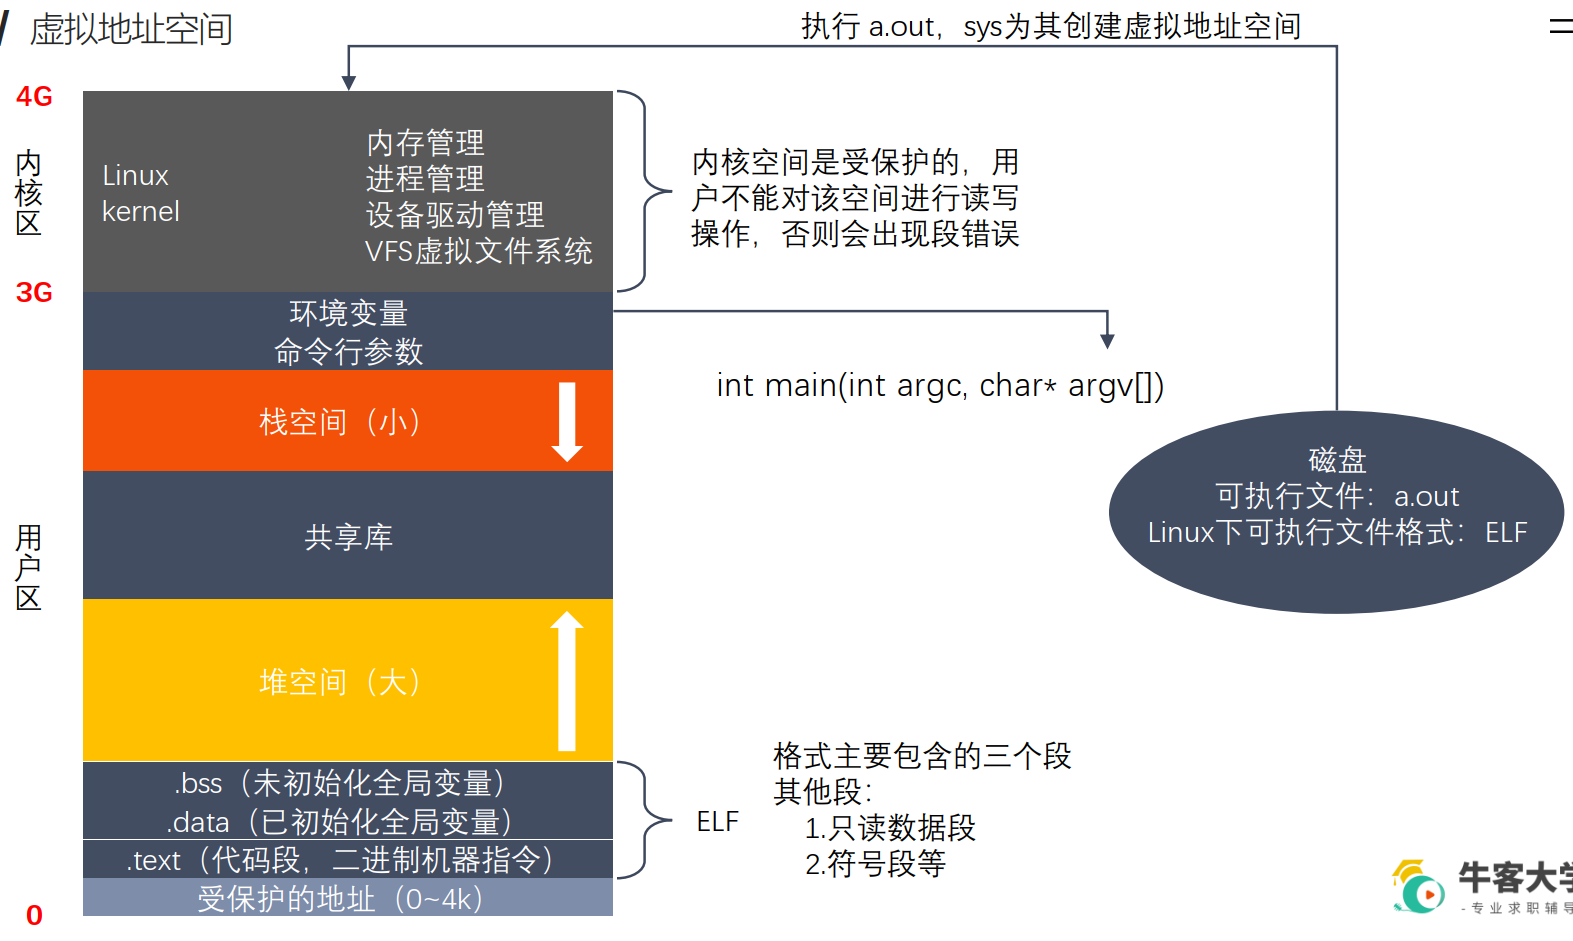 虚拟地址空间
执行 a.out，sys为其创建虚拟地址空间
4G
内核区
Linux
kernel
内存管理
进程管理
设备驱动管理
VFS虚拟文件系统
内核空间是受保护的，用
户不能对该空间进行读写
操作，否则会出现段错误
3G
环境变量
命令行参数
int main(int argc, char* argv[])
栈空间（小）
磁盘
可执行文件：a.out
Linux下可执行文件格式：ELF
用户区
共享库
堆空间（大）
.bss（未初始化全局变量）
.data（已初始化全局变量）
.text（代码段，二进制机器指令）
受保护的地址（0~4k）
0
ELF
格式主要包含的三个段
其他段：
1.只读数据段
2.符号段等
牛客大学
- 专业求职辅导